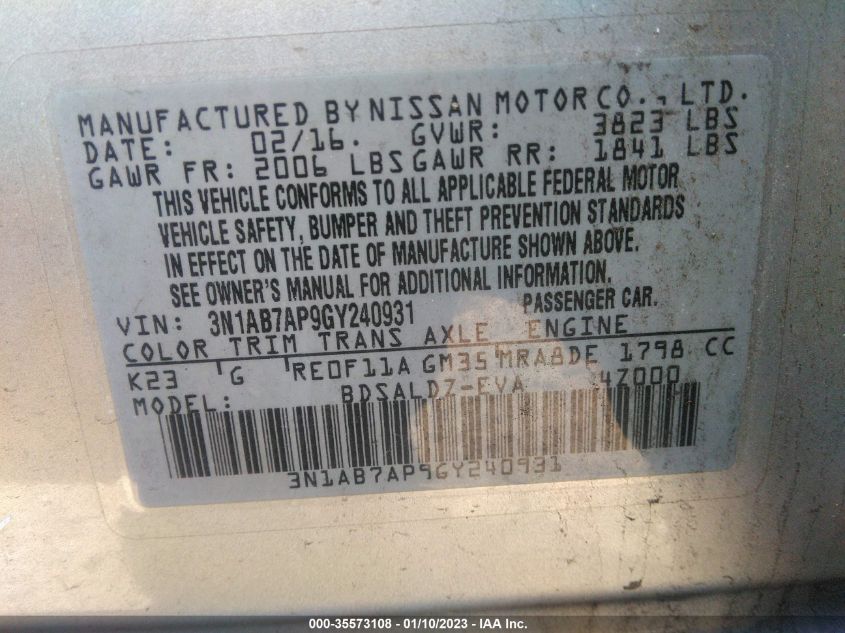 MANUFACTURED BY NISSAN MOTOR CO., LTD.
DATE: 02/16. GVWR: 3823 LBS
GAWR FR: 2006 LBS GAWR RR: 1841 LBS
THIS VEHICLE CONFORMS TO ALL APPLICABLE FEDERAL MOTOR
VEHICLE SAFETY, BUMPER AND THEFT PREVENTION STANDARDS
IN EFFECT ON THE DATE OF MANUFACTURE SHOWN ABOVE.
SEE OWNER'S MANUAL FOR ADDITIONAL INFORMATION.
VIN: 3N1AB7AP9GY240931 PASSENGER CAR.
COLOR TRIM TRANS AXLE ENGINE
K23 G RE0F11A GM35 MRA8DE 1798 CC
MODEL: BDSALDZ-EVA 47000
3N1AB7AP9GY240931
000-35573108 - 01/10/2023 - IAA Inc.